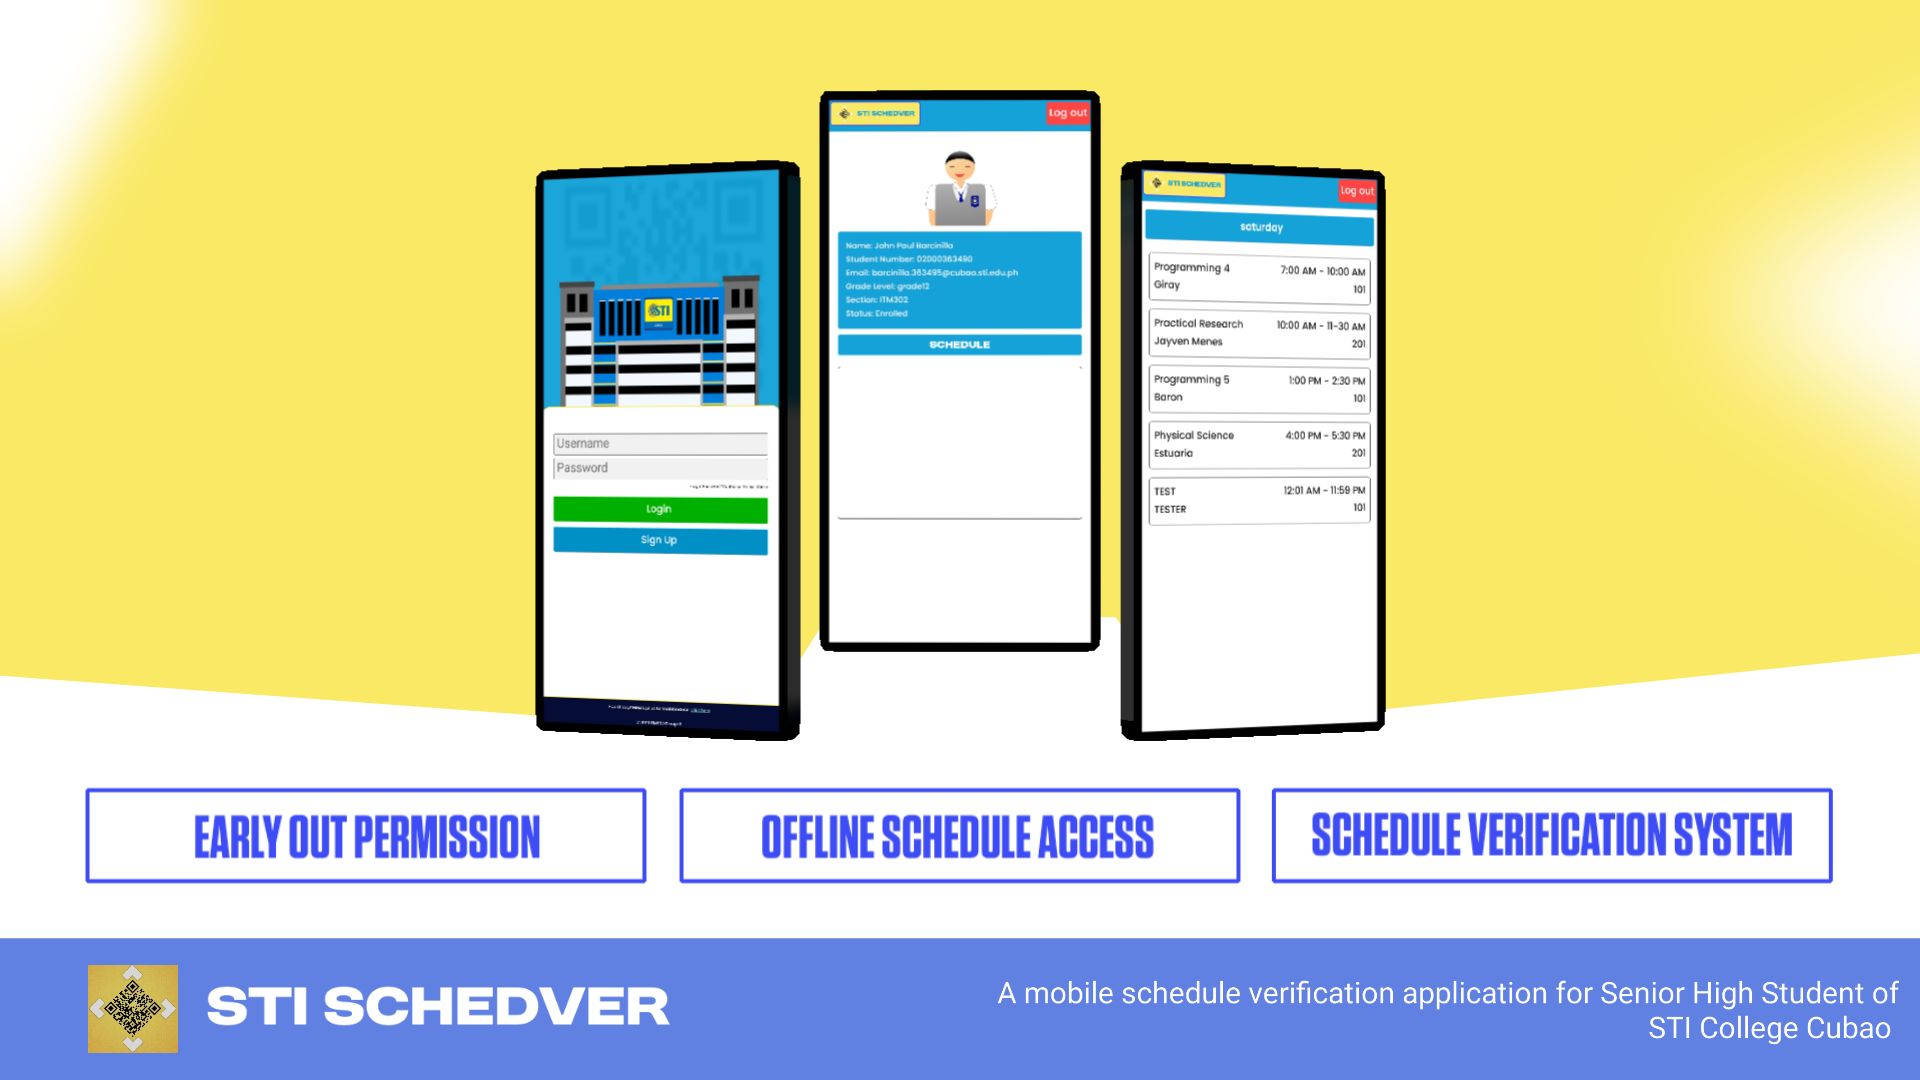 STI
Username
Password
Login
Sign Up
STI SCHEDVER
Log out
Name: John Paul Barcinilla
Student Number: 02000363490
Email: barcinilla.363495@cubao.sti.edu.ph
Grade Level: grade12
Section: ITM302
Status: Enrolled
SCHEDULE
STI SCHEDVER
Log out
saturday
Programming 4 7:00 AM - 10:00 AM
Giray 101
Practical Research 10:00 AM - 11-30 AM
Jayven Menes 201
Programming 5 1:00 PM - 2:30 PM
Baron 101
Physical Science 4:00 PM - 5:30 PM
Estuaria 201
TEST 12:01 AM - 11:59 PM
TESTER 101
EARLY OUT PERMISSION
OFFLINE SCHEDULE ACCESS
SCHEDULE VERIFICATION SYSTEM
STI SCHEDVER
A mobile schedule verification application for Senior High Student of
STI College Cubao